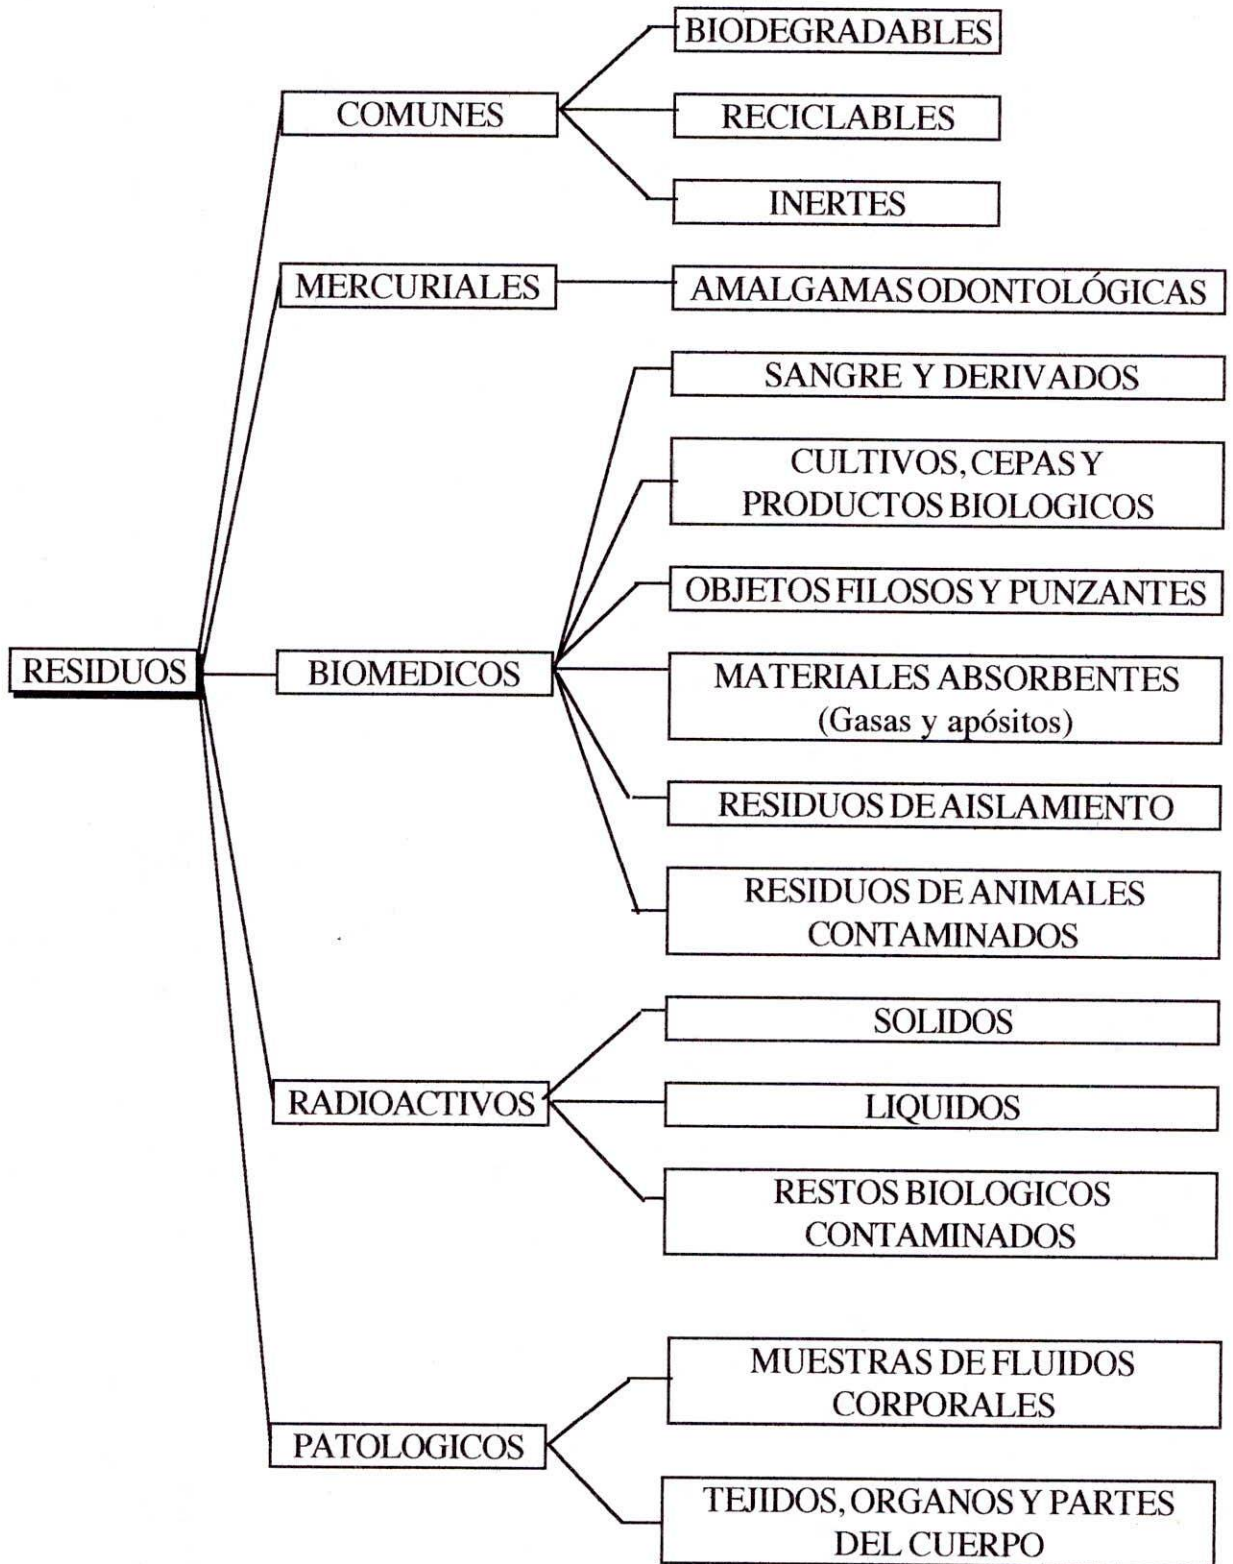 BIODEGRADABLES
COMUNES
RECICLABLES
INERTES
MERCURIALES
AMALGAMAS ODONTOLÓGICAS
SANGRE Y DERIVADOS
CULTIVOS, CEPAS Y
PRODUCTOS BIOLOGICOS
OBJETOS FILOSOS Y PUNZANTES
RESIDUOS
BIOMEDICOS
MATERIALES ABSORBENTES
(Gasas y apósitos)
RESIDUOS DE AISLAMIENTO
RESIDUOS DE ANIMALES
CONTAMINADOS
SOLIDOS
RADIOACTIVOS
LIQUIDOS
RESTOS BIOLOGICOS
CONTAMINADOS
MUESTRAS DE FLUIDOS
CORPORALES
PATOLOGICOS
TEJIDOS, ORGANOS Y PARTES
DEL CUERPO